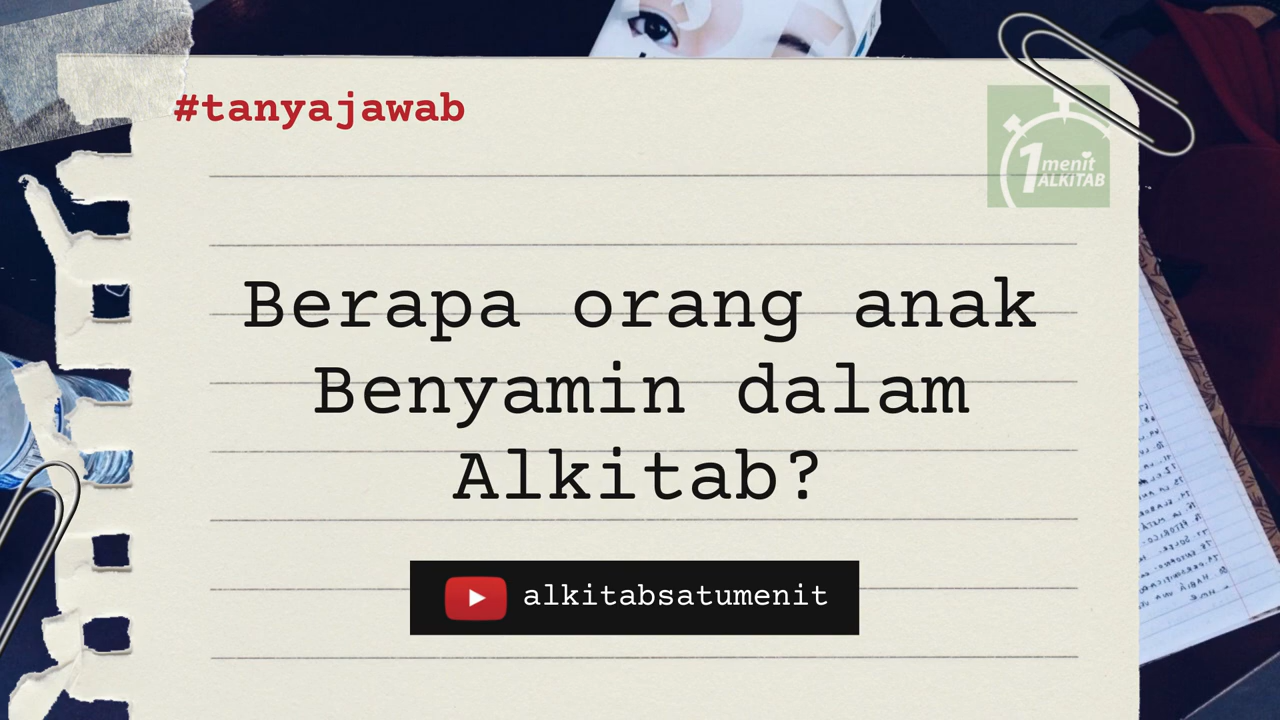 #tanyajawab
1 menit
ALKITAB
Berapa orang anak
Benyamin dalam
Alkitab?
alkitabsatumenit